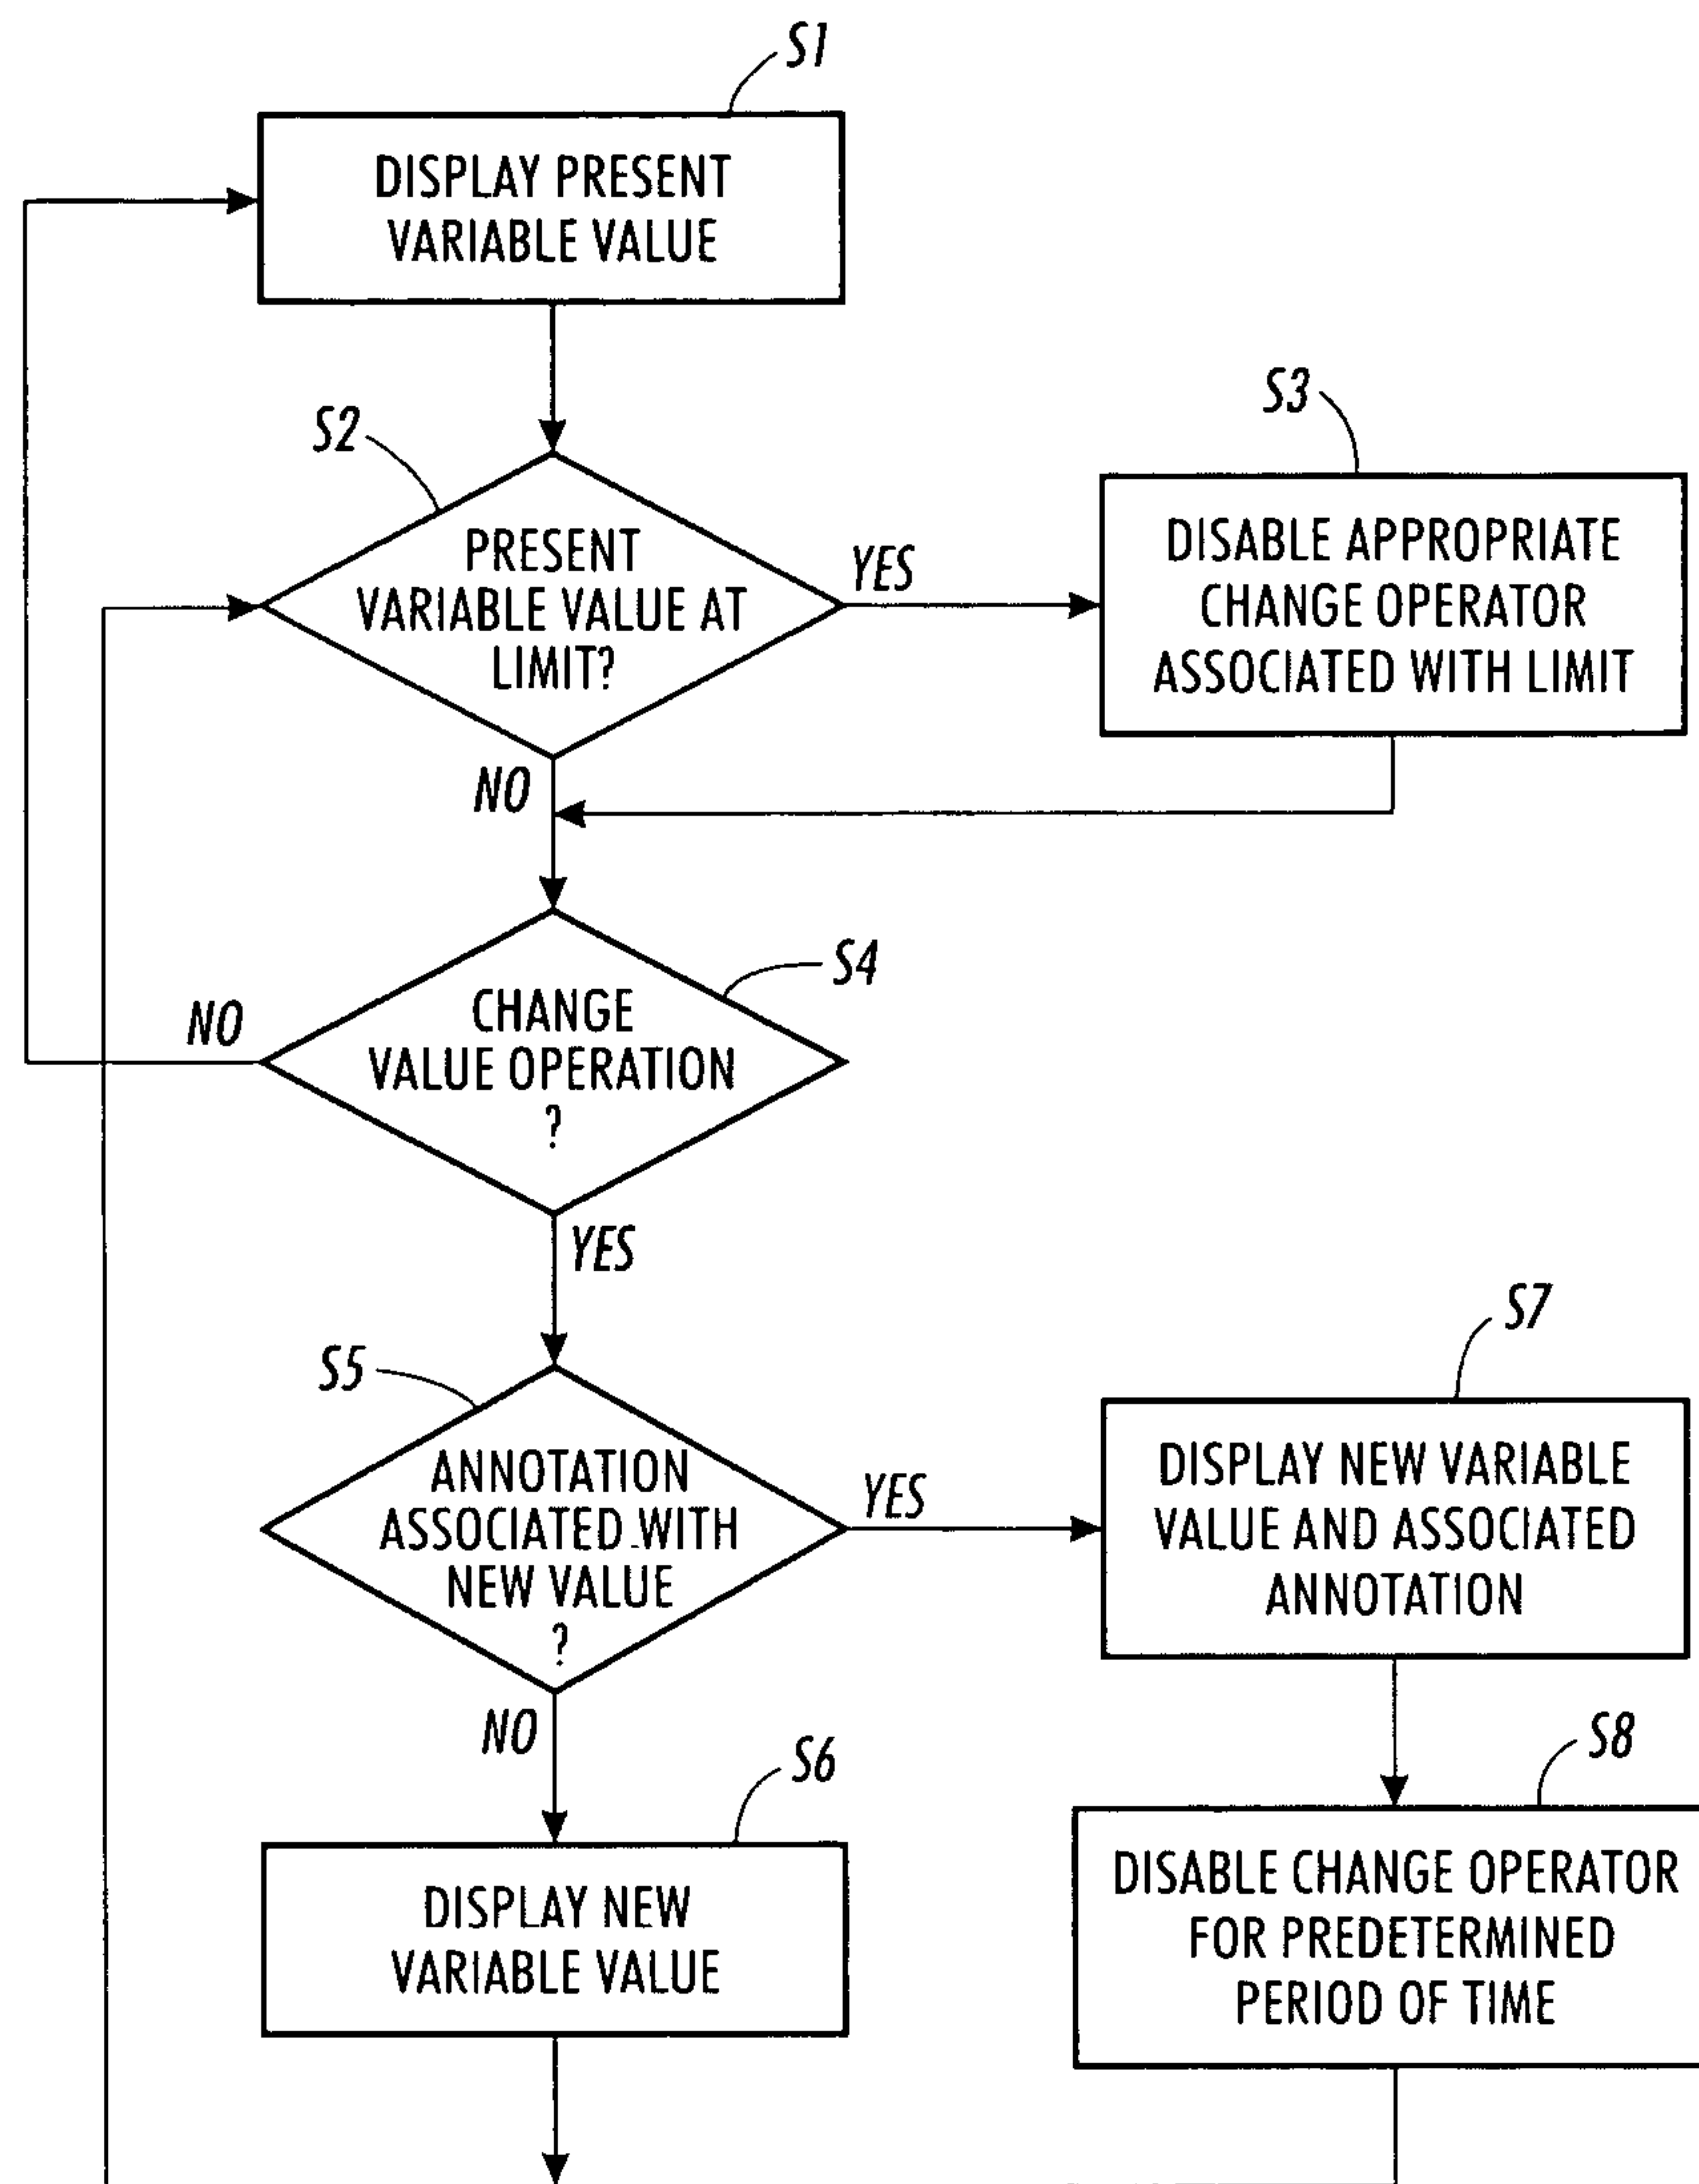 S1
DISPLAY PRESENT
VARIABLE VALUE
S2
PRESENT
VARIABLE VALUE AT
LIMIT?
YES
S3
DISABLE APPROPRIATE
CHANGE OPERATOR
ASSOCIATED WITH LIMIT
NO
S4
CHANGE
VALUE OPERATION
?
NO
YES
S5
ANNOTATION
ASSOCIATED WITH
NEW VALUE
?
YES
S7
DISPLAY NEW VARIABLE
VALUE AND ASSOCIATED
ANNOTATION
NO
S6
DISPLAY NEW
VARIABLE VALUE
S8
DISABLE CHANGE OPERATOR
FOR PREDETERMINED
PERIOD OF TIME